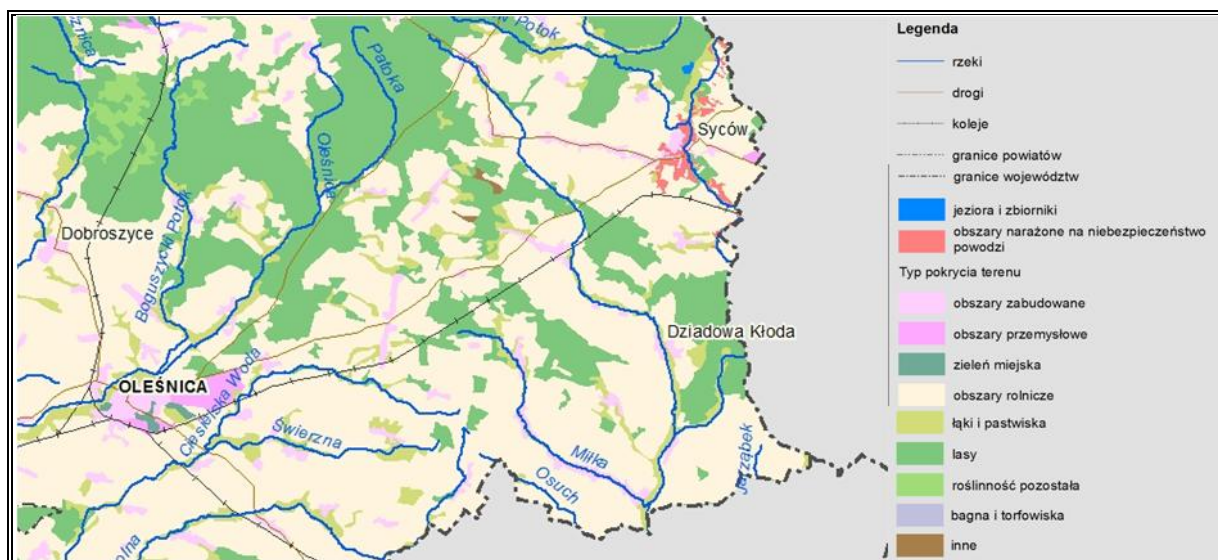 Potok
Patoka
Oleśnica
Syców
Dobroszyce
Boguszycki Potok
Dziadowa Kłoda
OLEŚNICA
Ciesielska Woda
Świerzna
Miłka
Osuch
Jarząbek
Legenda
rzeki
drogi
koleje
granice powiatów
granice województw
jeziora i zbiorniki
obszary narażone na niebezpieczeństwo
powodzi
Typ pokrycia terenu
obszary zabudowane
obszary przemysłowe
zieleń miejska
obszary rolnicze
łąki i pastwiska
lasy
roślinność pozostała
bagna i torfowiska
inne